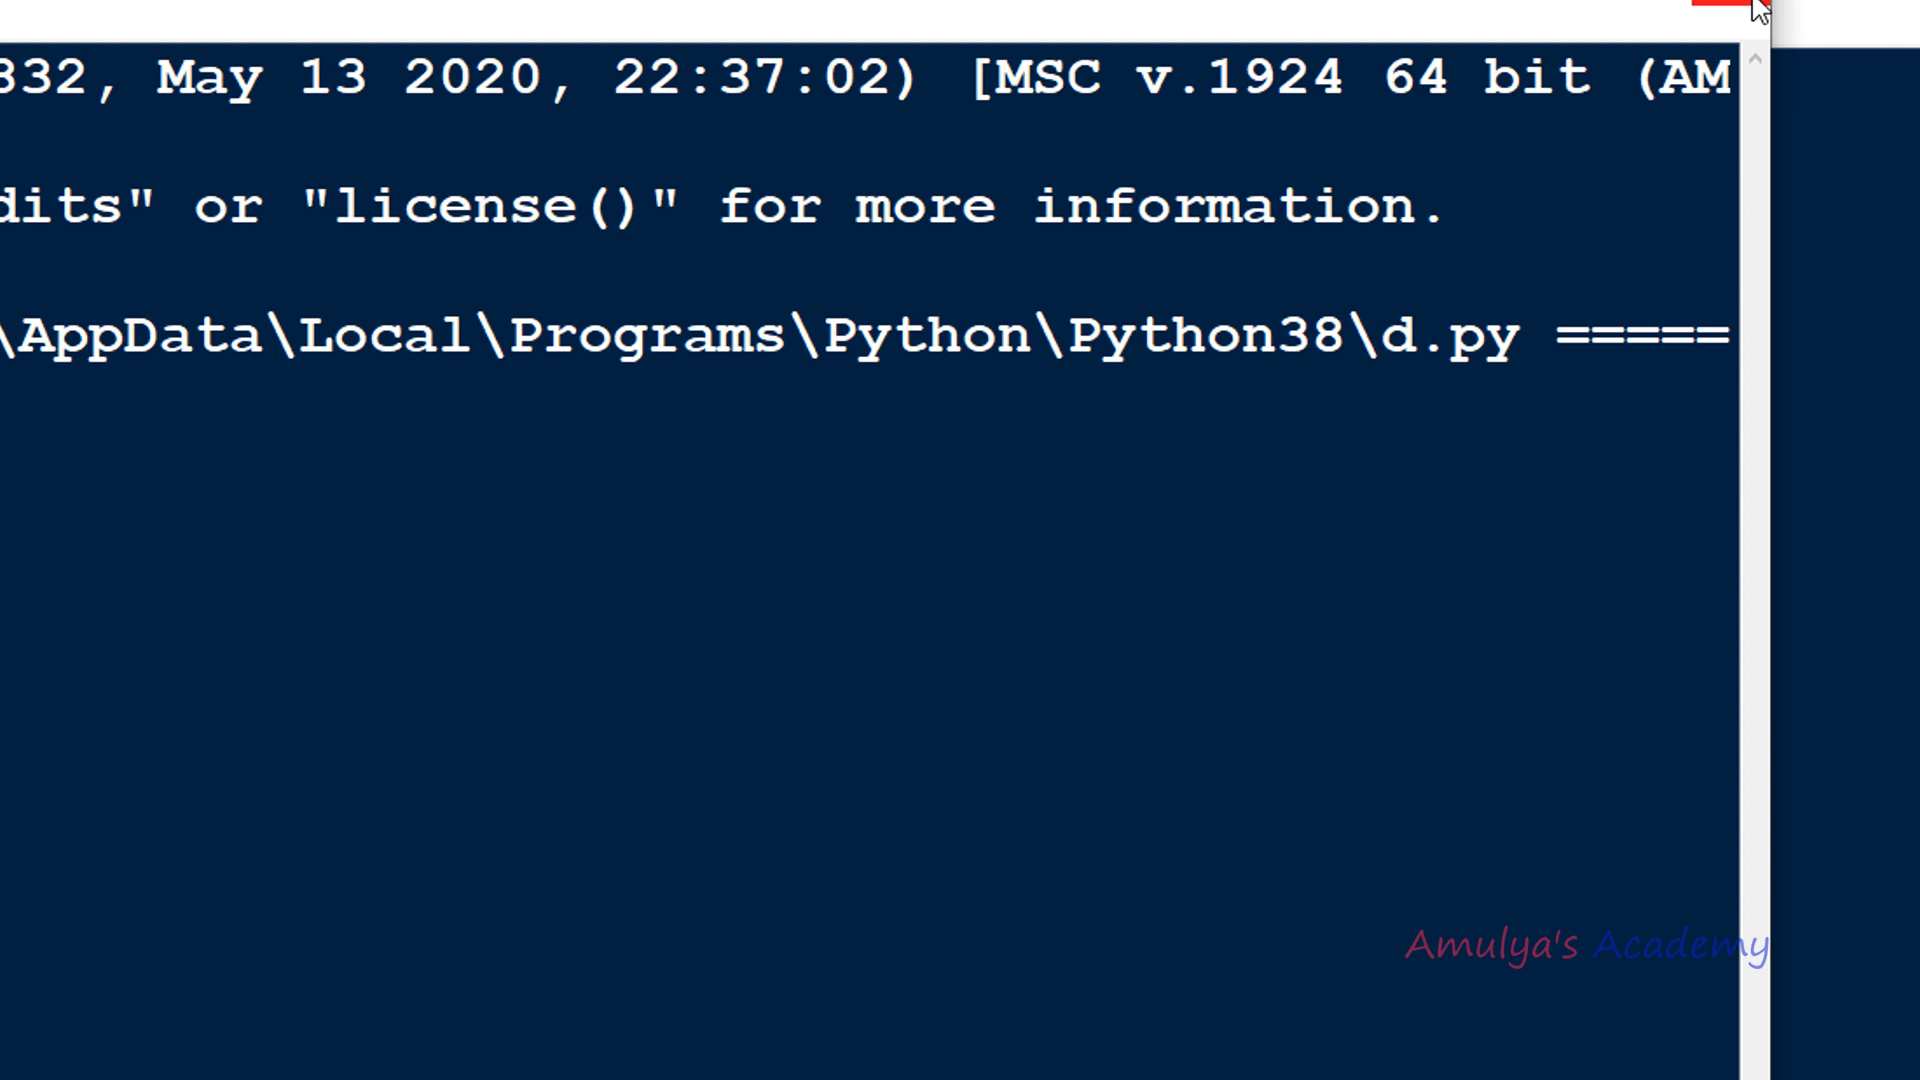 332, May 13 2020, 22:37:02) [MSC v.1924 64 bit (AM
dits" or "license()" for more information.
\AppData\Local\Programs\Python\Python38\d.py =====
Amulya's Academy